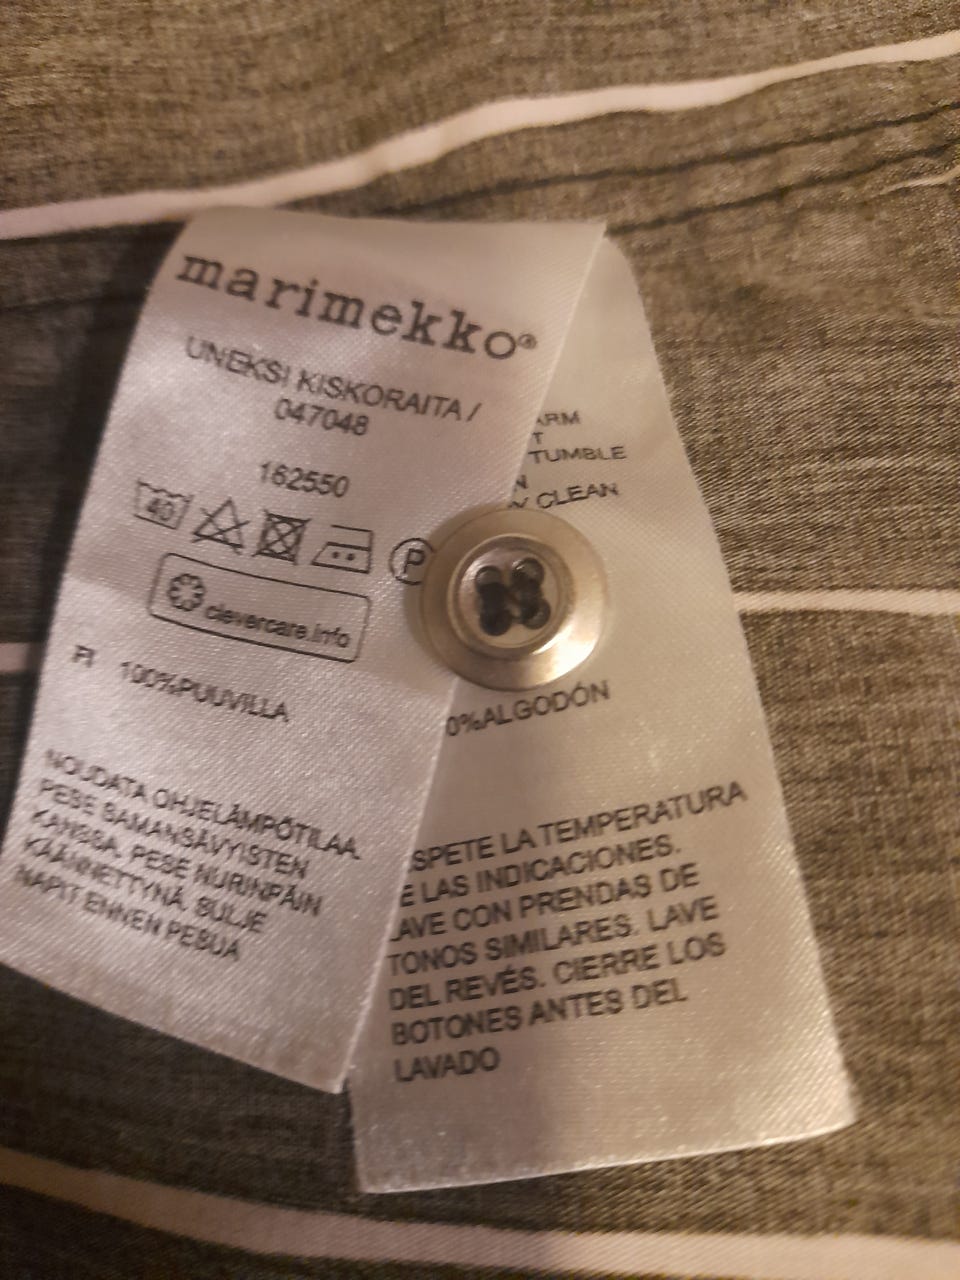 marimekko®
UNEKSI KISKORAITA /
047048
162550
40
P
clevercare.info
FI 100%PUUVILLA
NOUDATA OHJELÄMPÖTILAA.
PESE SAMANSÄVYISTEN
KANSSA. PESE NURINPÄIN
KÄÄNNETTYNÄ. SULJE
NAPIT ENNEN PESUA
ARM
T
TUMBLE
N
Y CLEAN
0%ALGODÓN
SPETE LA TEMPERATURA
E LAS INDICACIONES.
AVE CON PRENDAS DE
TONOS SIMILARES. LAVE
DEL REVÉS. CIERRE LOS
BOTONES ANTES DEL
LAVADO